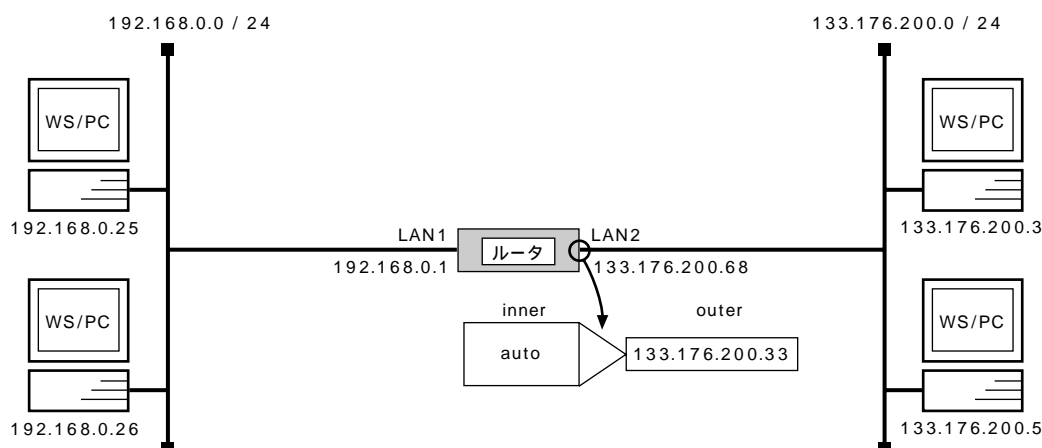 192.168.0.0 / 24
133.176.200.0 / 24
WS/PC
WS/PC
192.168.0.25
133.176.200.3
LAN1
ルータ
LAN2
192.168.0.1
133.176.200.68
inner
outer
WS/PC
WS/PC
auto
133.176.200.33
192.168.0.26
133.176.200.5